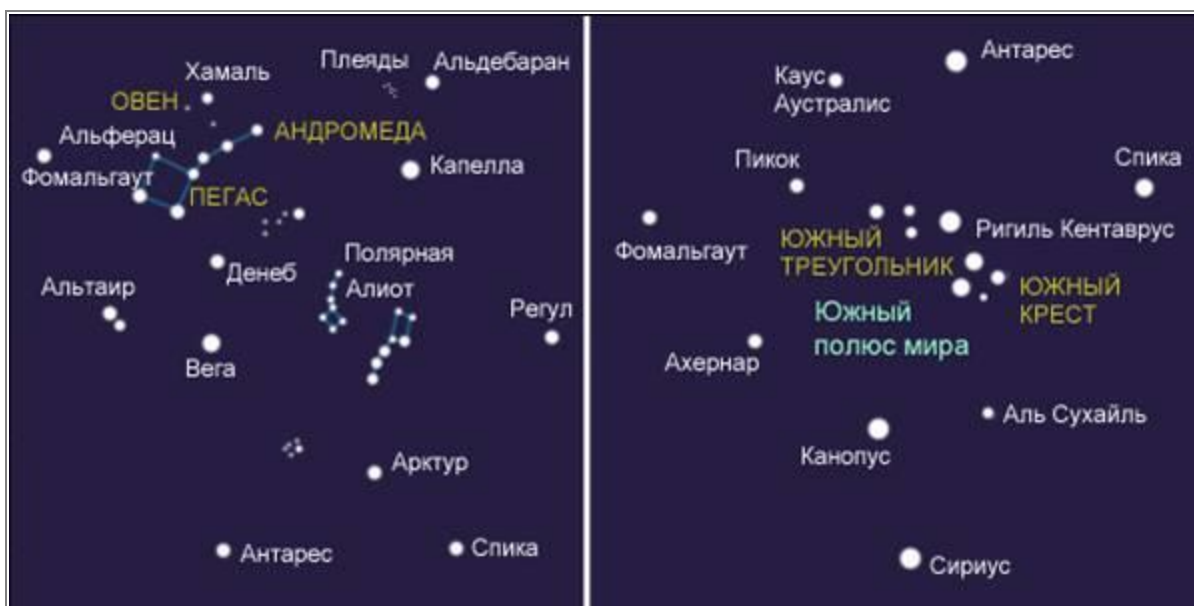 Плеяды
Альдебаран
Хамаль
ОВЕН
АНДРОМЕДА
Альферац
Капелла
Фомальгаут
ПЕГАС
Полярная
Денеб
Алиот
Альтаир
Регул
Вега
Арктур
Антарес
Спика
Антарес
Каус
Аустралис
Пикок
Спика
Ригиль Кентаврус
Фомальгаут
ЮЖНЫЙ
ТРЕУГОЛЬНИК
ЮЖНЫЙ
КРЕСТ
Южный
полюс мира
Ахернар
Аль Сухайль
Канопус
Сириус